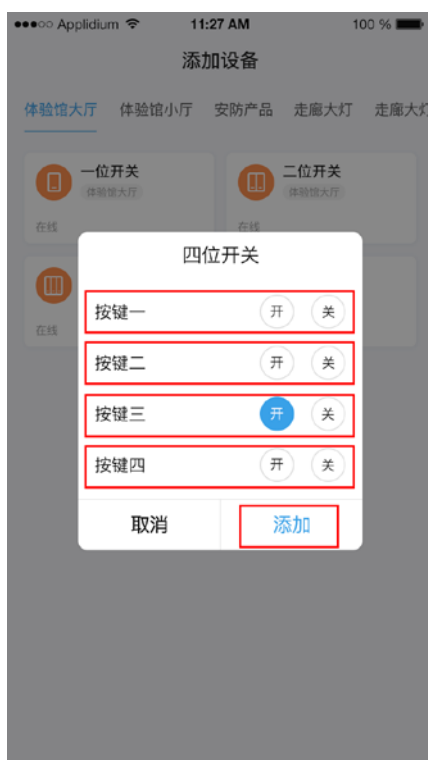 ●●●○○ Applidium 11:27 AM 100 %
添加设备
体验馆大厅 体验馆小厅 安防产品 走廊大灯 走廊大灯
一位开关 二位开关
体验馆大厅 体验馆大厅
在线 在线
四位开关
按键一 开 关
在线
按键二 开 关
按键三 开 关
按键四 开 关
取消 添加